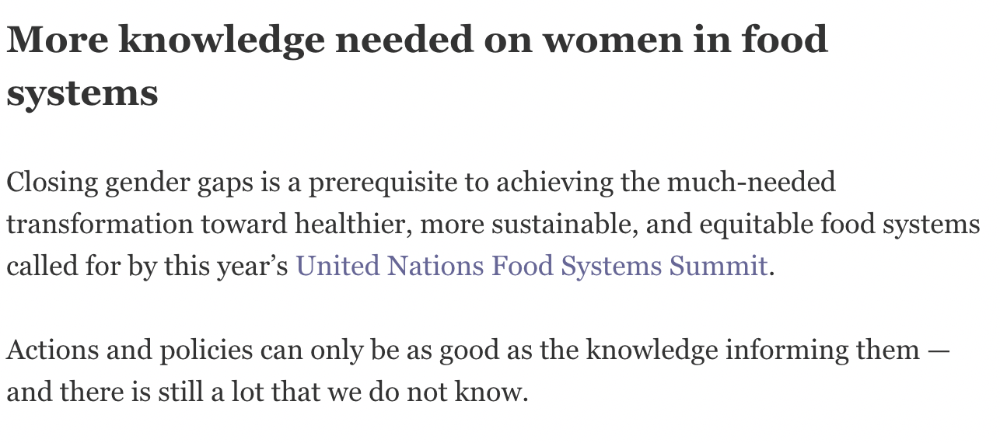 More knowledge needed on women in food
systems
Closing gender gaps is a prerequisite to achieving the much-needed
transformation toward healthier, more sustainable, and equitable food systems
called for by this year’s United Nations Food Systems Summit.
Actions and policies can only be as good as the knowledge informing them —
and there is still a lot that we do not know.